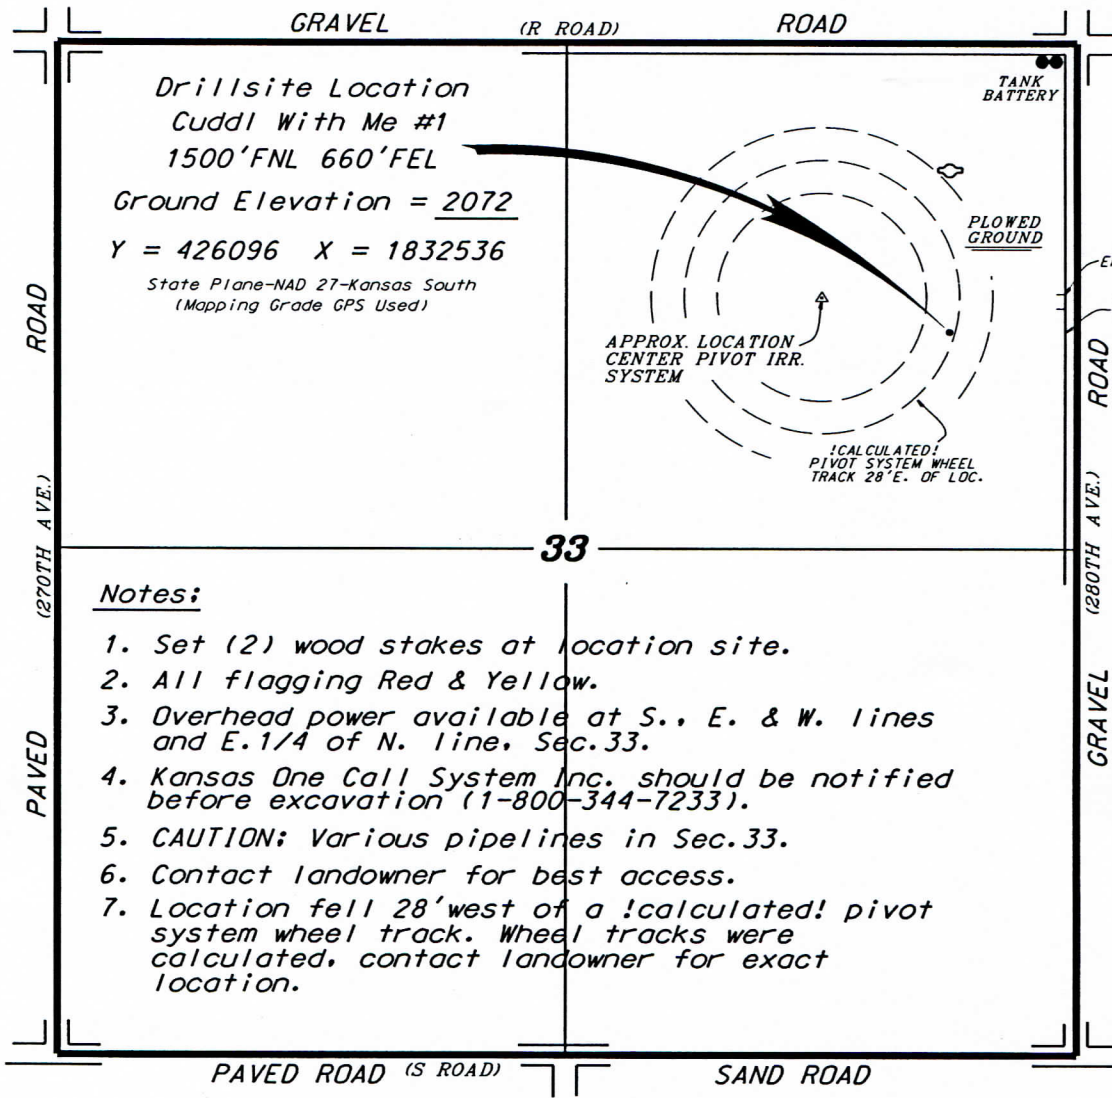 GRAVEL (R ROAD) ROAD
Drillsite Location
Cuddl With Me #1
1500'FNL 660'FEL
Ground Elevation = 2072
Y = 426096 X = 1832536
State Plane-NAD 27-Kansas South
(Mapping Grade GPS Used)
TANK
BATTERY
PLOWED
GROUND
APPROX. LOCATION
CENTER PIVOT IRR.
SYSTEM
!CALCULATED!
PIVOT SYSTEM WHEEL
TRACK 28'E. OF LOC.
33
PAVED (270TH AVE.) ROAD
GRAVEL (280TH AVE.) ROAD
Notes:
1. Set (2) wood stakes at location site.
2. All flagging Red & Yellow.
3. Overhead power available at S., E. & W. lines
and E.1/4 of N. line, Sec.33.
4. Kansas One Call System Inc. should be notified
before excavation (1-800-344-7233).
5. CAUTION: Various pipelines in Sec.33.
6. Contact landowner for best access.
7. Location fell 28'west of a !calculated! pivot
system wheel track. Wheel tracks were
calculated, contact landowner for exact
location.
PAVED ROAD (S ROAD) SAND ROAD